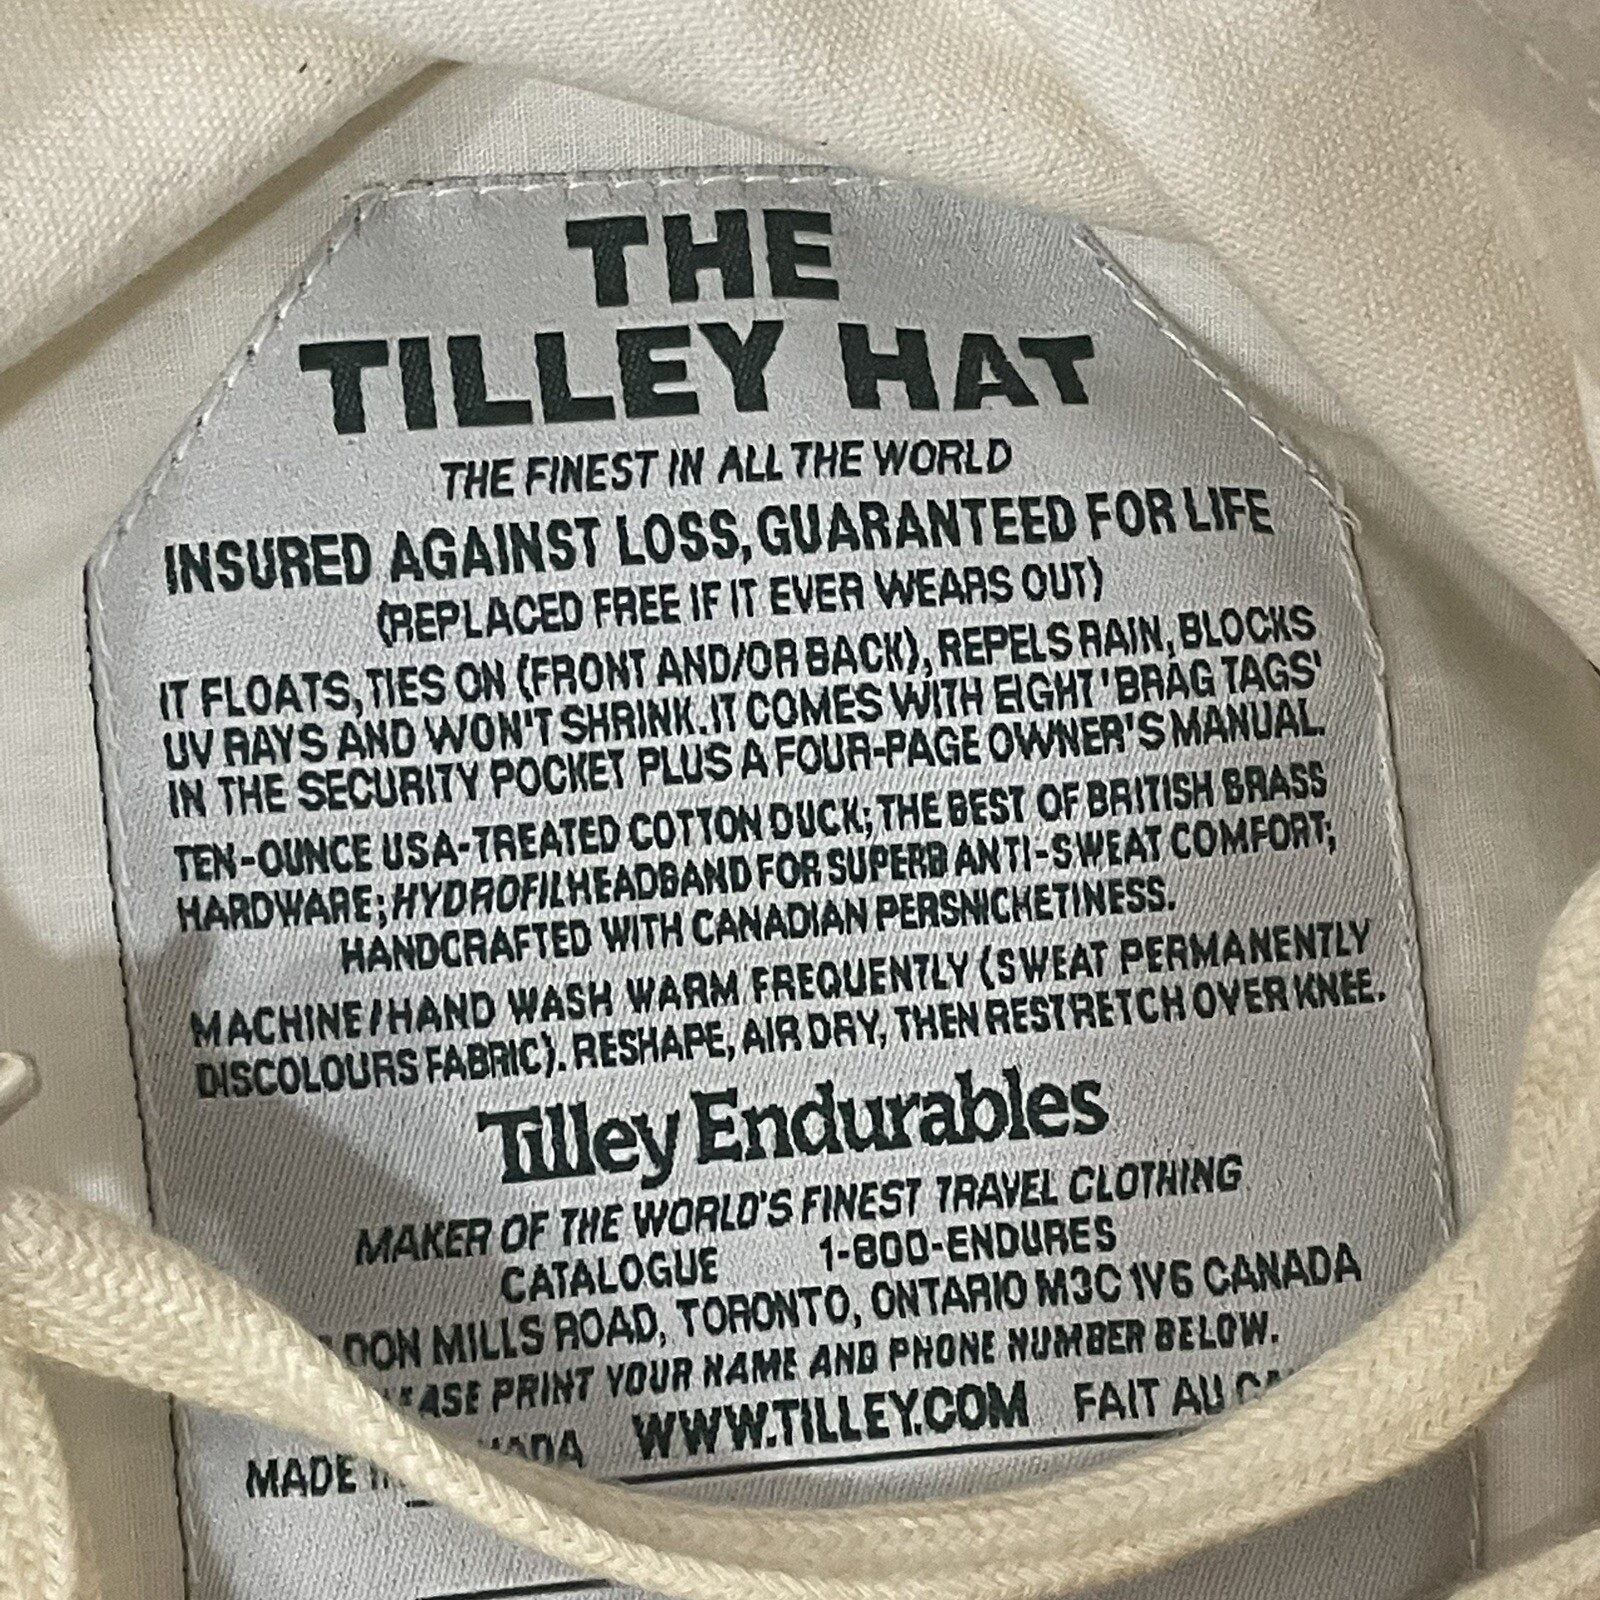 THE
TILLEY HAT
THE FINEST IN ALL THE WORLD
INSURED AGAINST LOSS, GUARANTEED FOR LIFE
(REPLACED FREE IF IT EVER WEARS OUT)
IT FLOATS, TIES ON (FRONT AND/OR BACK), REPELS RAIN, BLOCKS
UV RAYS AND WON'T SHRINK. IT COMES WITH EIGHT 'BRAG TAGS'
IN THE SECURITY POCKET PLUS A FOUR-PAGE OWNER'S MANUAL.
TEN-OUNCE USA-TREATED COTTON DUCK; THE BEST OF BRITISH BRASS
HARDWARE; HYDROFIL HEADBAND FOR SUPERB ANTI-SWEAT COMFORT;
HANDCRAFTED WITH CANADIAN PERSNICKETINESS.
MACHINE/HAND WASH WARM FREQUENTLY (SWEAT PERMANENTLY
DISCOLOURS FABRIC). RESHAPE, AIR DRY, THEN RESTRETCH OVER KNEE.
Tilley Endurables
MAKER OF THE WORLD'S FINEST TRAVEL CLOTHING
CATALOGUE 1-800-ENDURES
DON MILLS ROAD, TORONTO, ONTARIO M3C 1V6 CANADA
PRINT YOUR NAME AND PHONE NUMBER BELOW.
MADE WWW.TILLEY.COM FAIT AU